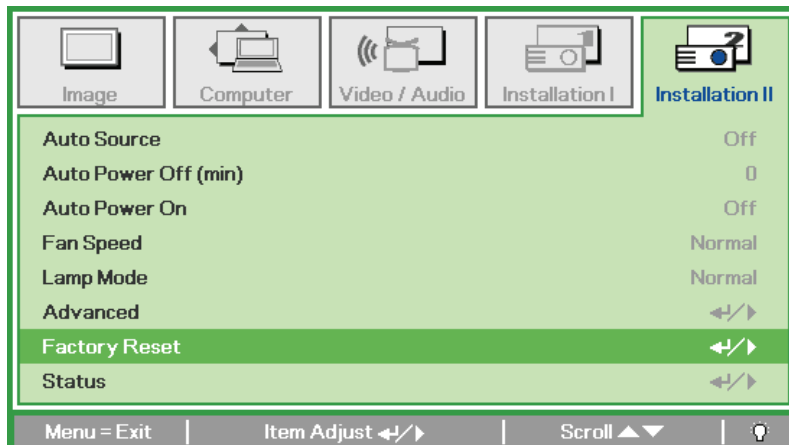 Image Computer Video / Audio Installation I Installation II
Auto Source Off
Auto Power Off (min) 0
Auto Power On Off
Fan Speed Normal
Lamp Mode Normal
Advanced ↵/▶
Factory Reset ↵/▶
Status ↵/▶
Menu = Exit Item Adjust ↵/▶ Scroll ▲▼